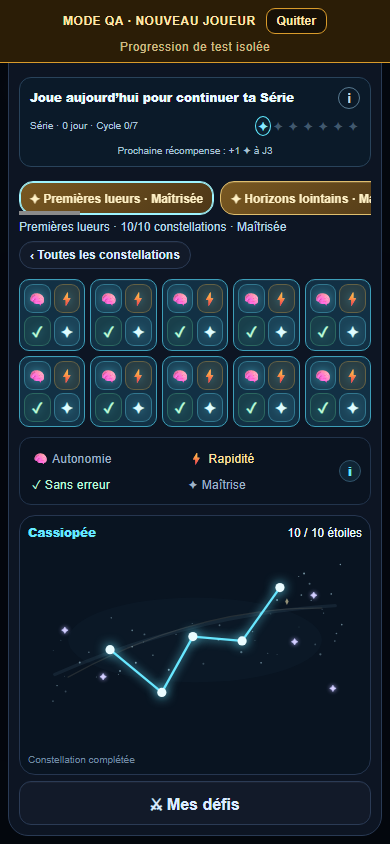 MODE QA · NOUVEAU JOUEUR Quitter
Progression de test isolée
Joue aujourd'hui pour continuer ta Série i
Série · 0 jour · Cycle 0/7
Prochaine récompense : +1 ✦ à J3
✦ Premières lueurs · Maîtrisée ✦ Horizons lointains · Ma
Premières lueurs · 10/10 constellations · Maîtrisée
‹ Toutes les constellations
Autonomie Rapidité i
✓ Sans erreur ✦ Maîtrise
Cassiopée 10 / 10 étoiles
Constellation complétée
⚔ Mes défis